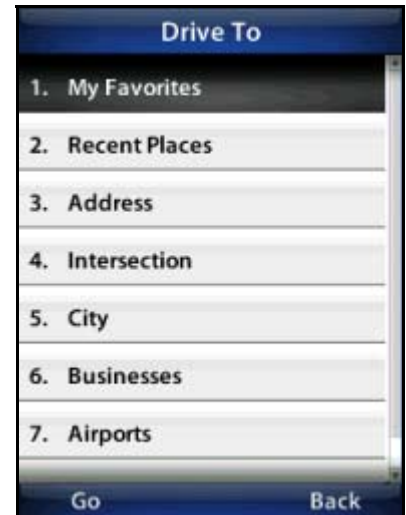 Drive To
1. My Favorites
2. Recent Places
3. Address
4. Intersection
5. City
6. Businesses
7. Airports
Go Back